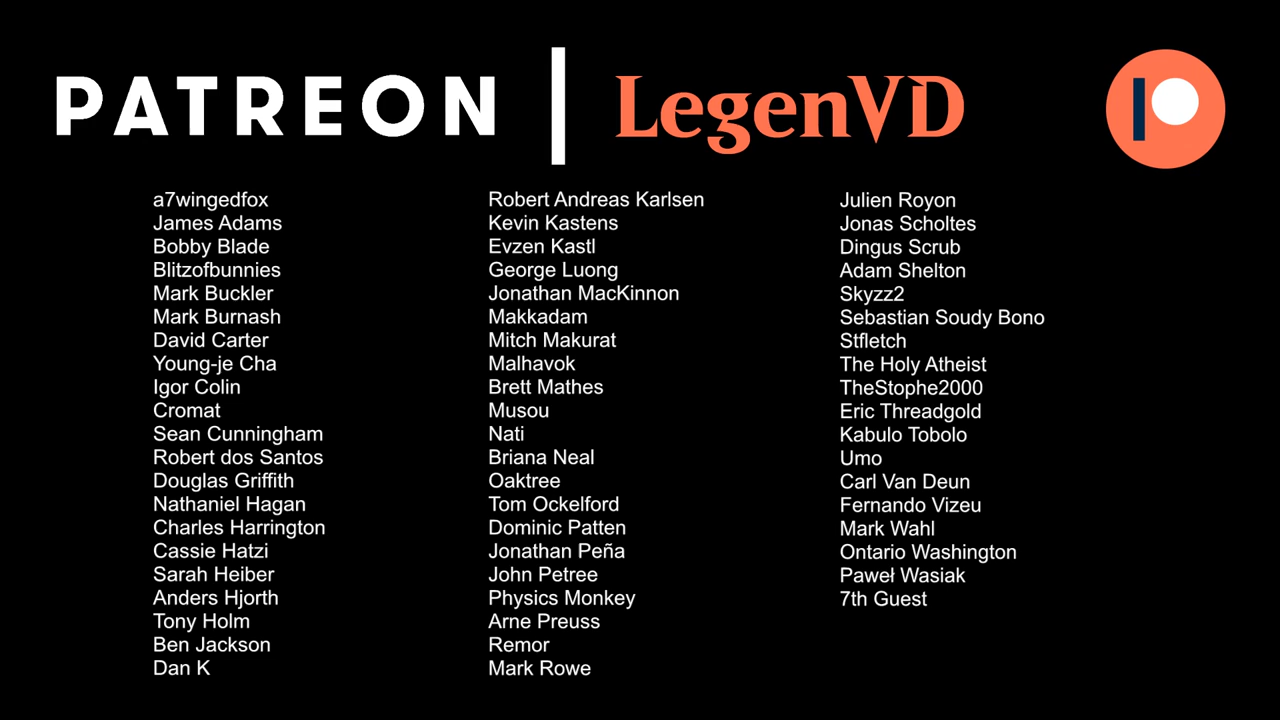 PATREON | LegenVD
a7wingedfox
James Adams
Bobby Blade
Blitzofbunnies
Mark Buckler
Mark Burnash
David Carter
Young-je Cha
Igor Colin
Cromat
Sean Cunningham
Robert dos Santos
Douglas Griffith
Nathaniel Hagan
Charles Harrington
Cassie Hatzi
Sarah Heiber
Anders Hjorth
Tony Holm
Ben Jackson
Dan K
Robert Andreas Karlsen
Kevin Kastens
Evzen Kastl
George Luong
Jonathan MacKinnon
Makkadam
Mitch Makurat
Malhavok
Brett Mathes
Musou
Nati
Briana Neal
Oaktree
Tom Ockelford
Dominic Patten
Jonathan Peña
John Petree
Physics Monkey
Arne Preuss
Remor
Mark Rowe
Julien Royon
Jonas Scholtes
Dingus Scrub
Adam Shelton
Skyzz2
Sebastian Soudy Bono
Stfletch
The Holy Atheist
TheStophe2000
Eric Threadgold
Kabulo Tobolo
Umo
Carl Van Deun
Fernando Vizeu
Mark Wahl
Ontario Washington
Paweł Wasiak
7th Guest